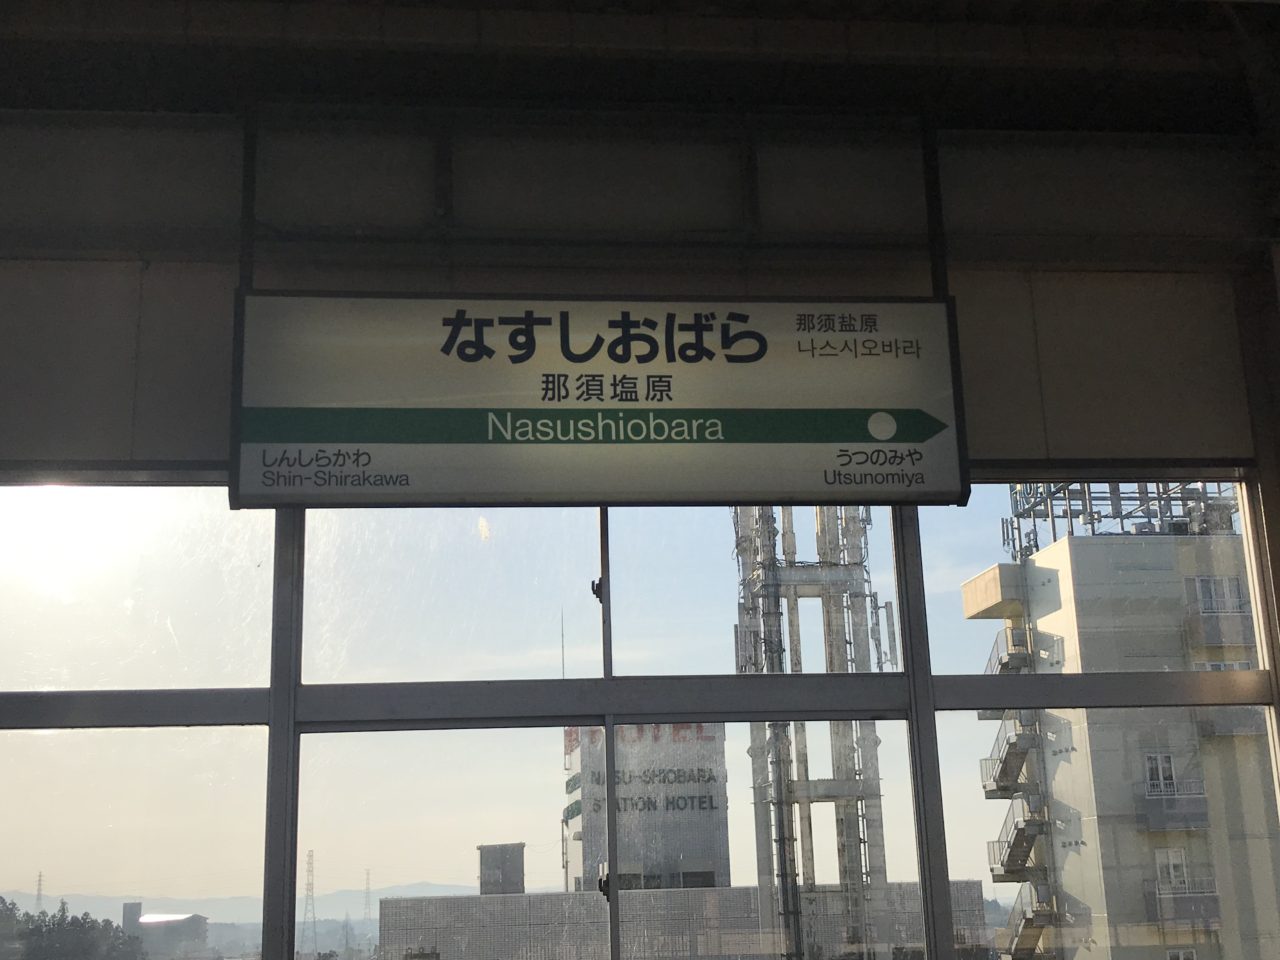 なすしおばら
那须盐原
나스시오바라
那須塩原
Nasushiobara
しんしらかわ
Shin-Shirakawa
うつのみや
Utsunomiya
HOTEL
NASU-SHIOBARA
STATION HOTEL